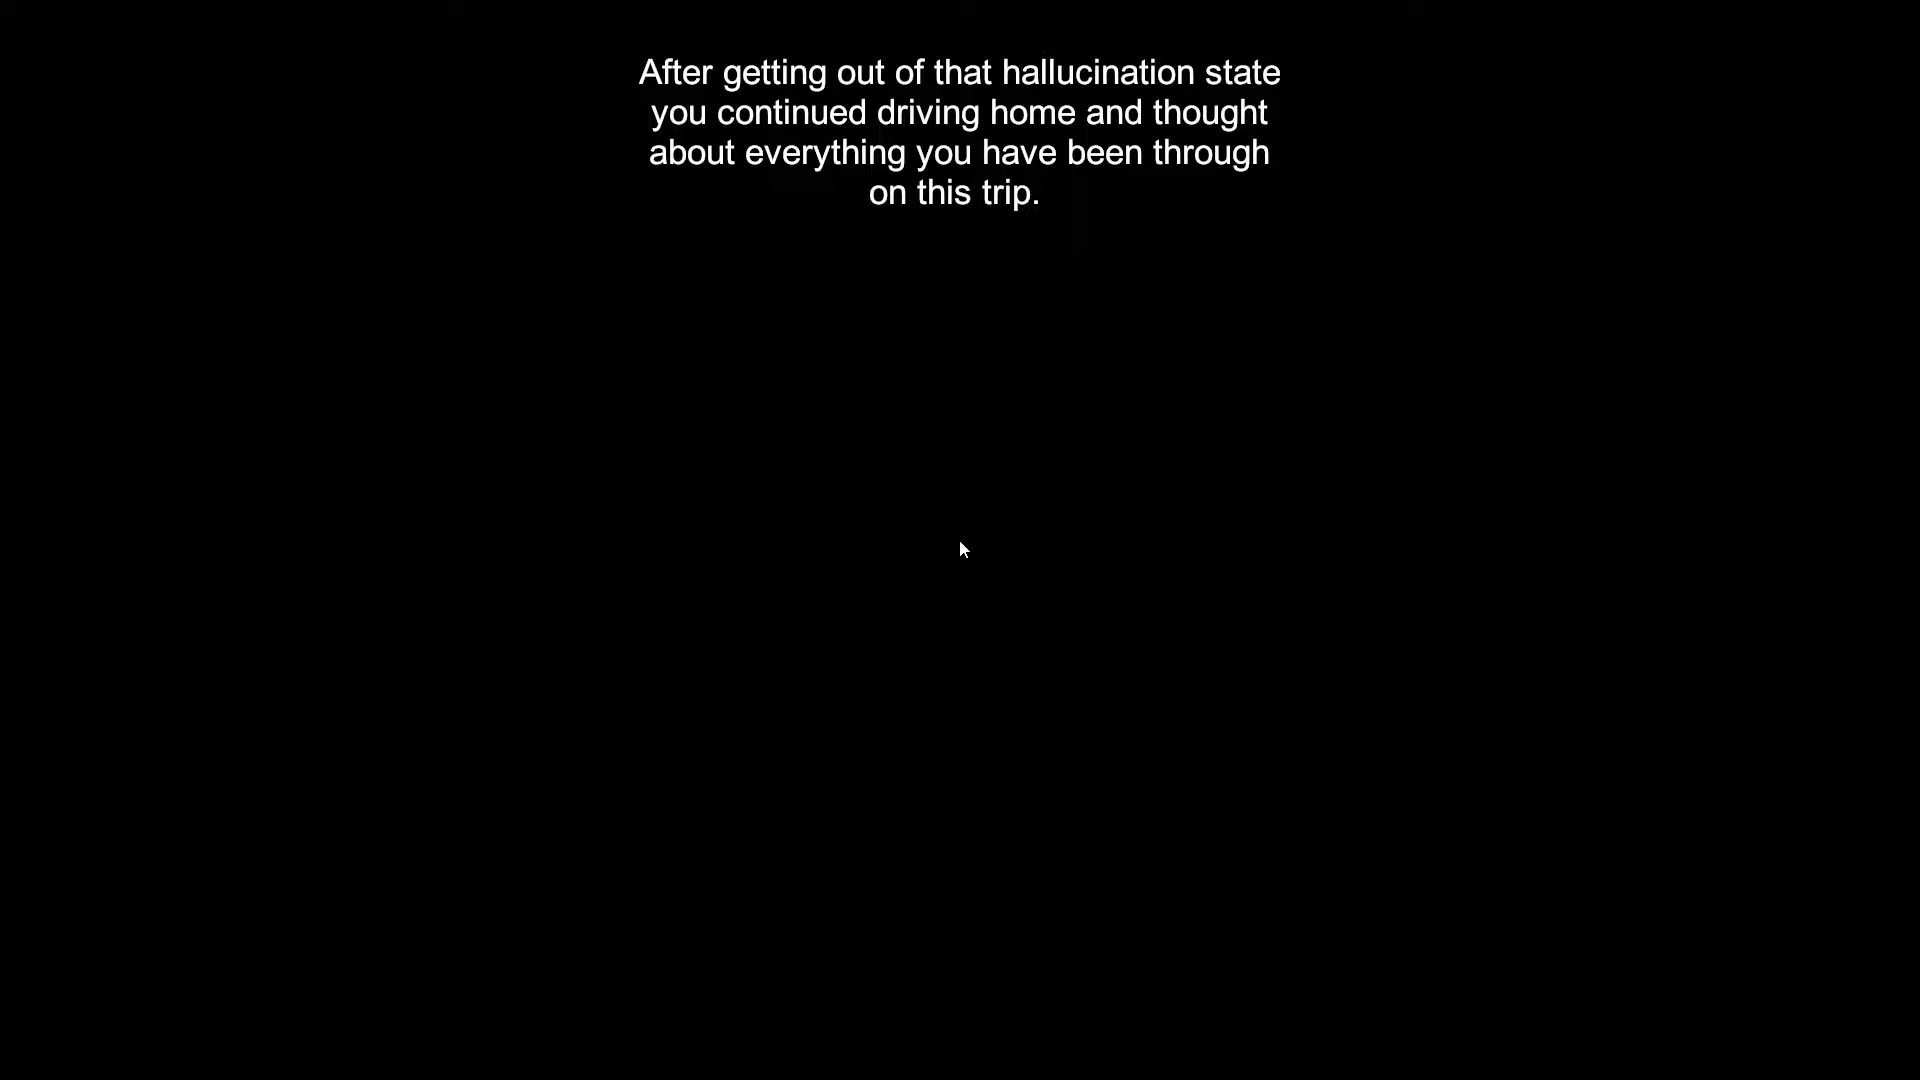 After getting out of that hallucination state
you continued driving home and thought
about everything you have been through
on this trip.